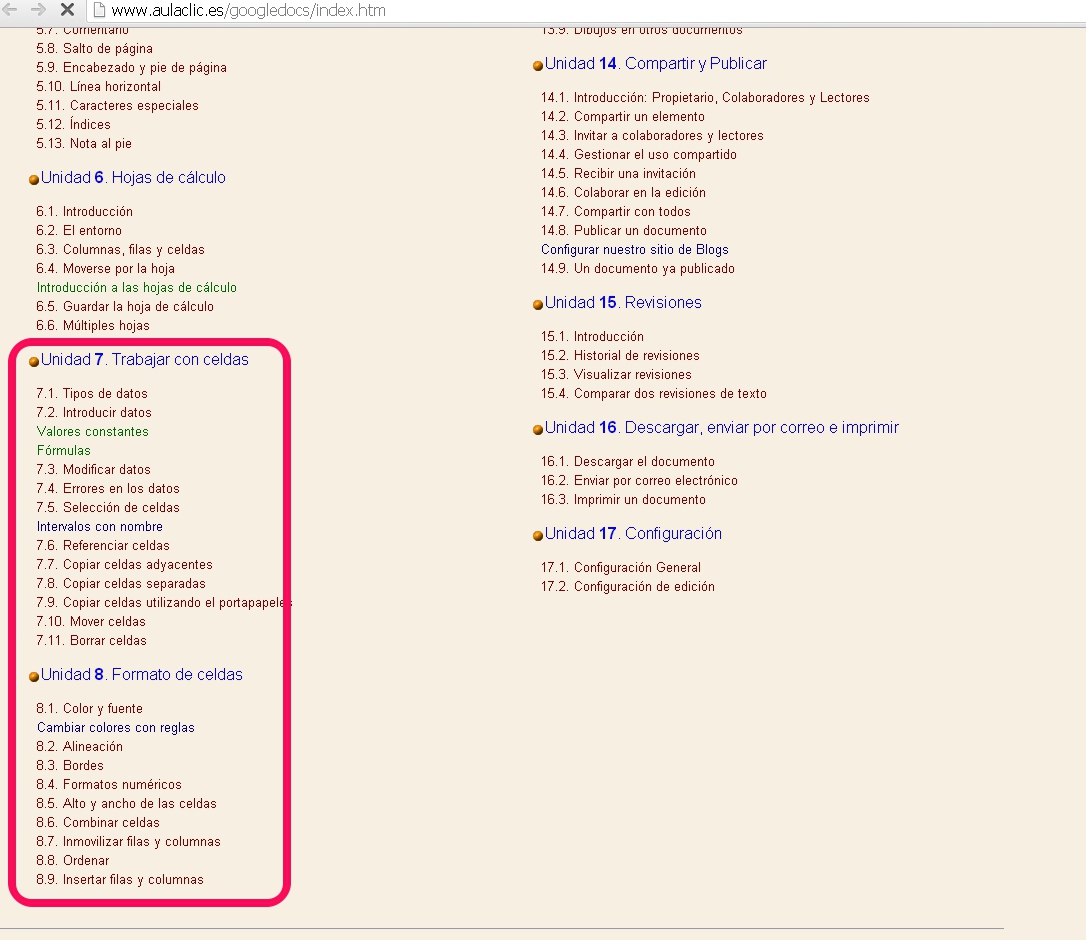 www.aulaclic.es/googledocs/index.htm
5.7. Comentario
5.8. Salto de página
5.9. Encabezado y pie de página
5.10. Línea horizontal
5.11. Caracteres especiales
5.12. Índices
5.13. Nota al pie
Unidad 6. Hojas de cálculo
6.1. Introducción
6.2. El entorno
6.3. Columnas, filas y celdas
6.4. Moverse por la hoja
Introducción a las hojas de cálculo
6.5. Guardar la hoja de cálculo
6.6. Múltiples hojas
Unidad 7. Trabajar con celdas
7.1. Tipos de datos
7.2. Introducir datos
Valores constantes
Fórmulas
7.3. Modificar datos
7.4. Errores en los datos
7.5. Selección de celdas
Intervalos con nombre
7.6. Referenciar celdas
7.7. Copiar celdas adyacentes
7.8. Copiar celdas separadas
7.9. Copiar celdas utilizando el portapapeles
7.10. Mover celdas
7.11. Borrar celdas
Unidad 8. Formato de celdas
8.1. Color y fuente
Cambiar colores con reglas
8.2. Alineación
8.3. Bordes
8.4. Formatos numéricos
8.5. Alto y ancho de las celdas
8.6. Combinar celdas
8.7. Inmovilizar filas y columnas
8.8. Ordenar
8.9. Insertar filas y columnas
13.9. Dibujos en otros documentos
Unidad 14. Compartir y Publicar
14.1. Introducción: Propietario, Colaboradores y Lectores
14.2. Compartir un elemento
14.3. Invitar a colaboradores y lectores
14.4. Gestionar el uso compartido
14.5. Recibir una invitación
14.6. Colaborar en la edición
14.7. Compartir con todos
14.8. Publicar un documento
Configurar nuestro sitio de Blogs
14.9. Un documento ya publicado
Unidad 15. Revisiones
15.1. Introducción
15.2. Historial de revisiones
15.3. Visualizar revisiones
15.4. Comparar dos revisiones de texto
Unidad 16. Descargar, enviar por correo e imprimir
16.1. Descargar el documento
16.2. Enviar por correo electrónico
16.3. Imprimir un documento
Unidad 17. Configuración
17.1. Configuración General
17.2. Configuración de edición